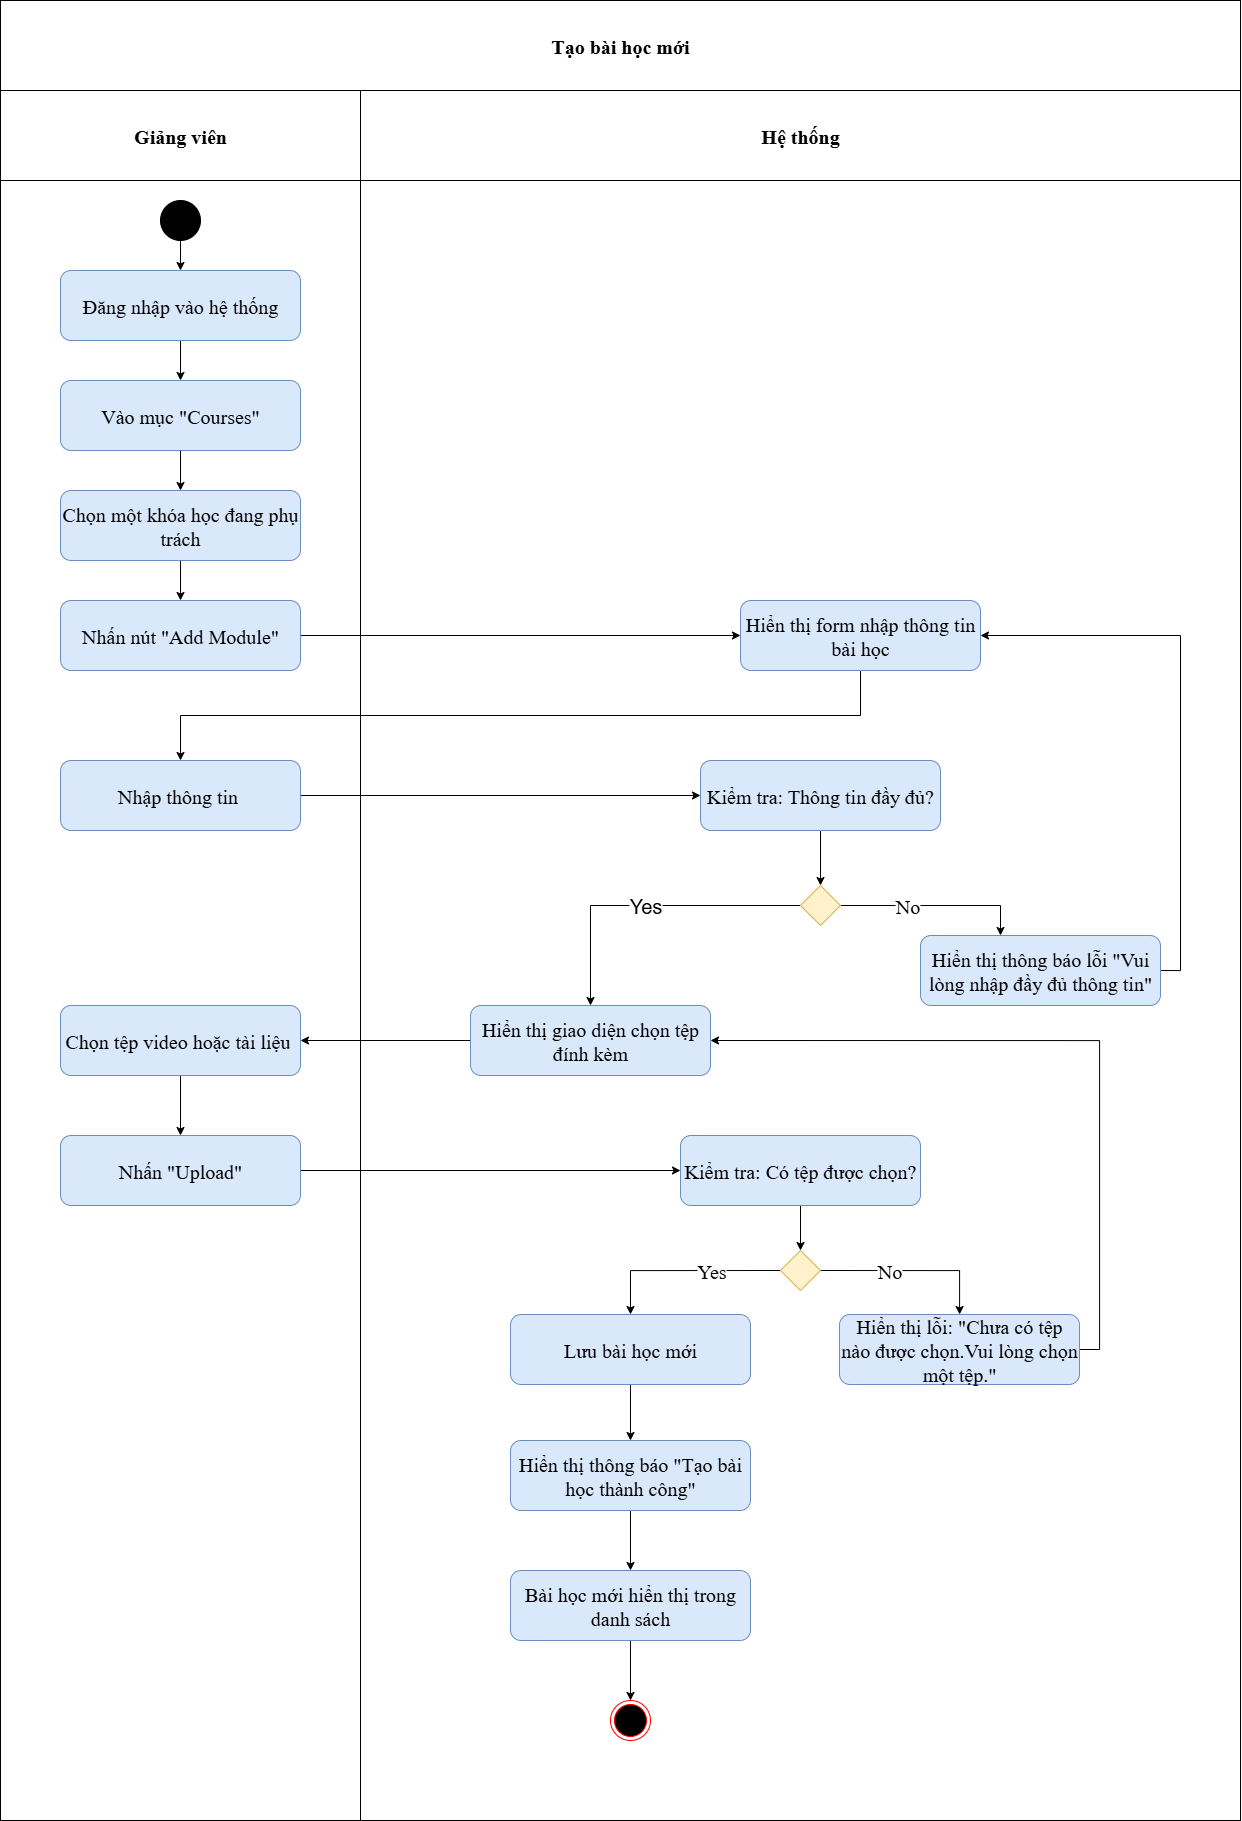 Tạo bài học mới
Giảng viên
Hệ thống
Đăng nhập vào hệ thống
Vào mục "Courses"
Chọn một khóa học đang phụ
trách
Nhấn nút "Add Module"
Hiển thị form nhập thông tin
bài học
Nhập thông tin
Kiểm tra: Thông tin đầy đủ?
Yes
No
Hiển thị thông báo lỗi "Vui
lòng nhập đầy đủ thông tin"
Chọn tệp video hoặc tài liệu
Hiển thị giao diện chọn tệp
đính kèm
Nhấn "Upload"
Kiểm tra: Có tệp được chọn?
Yes
No
Lưu bài học mới
Hiển thị lỗi: "Chưa có tệp
nào được chọn.Vui lòng chọn
một tệp."
Hiển thị thông báo "Tạo bài
học thành công"
Bài học mới hiển thị trong
danh sách